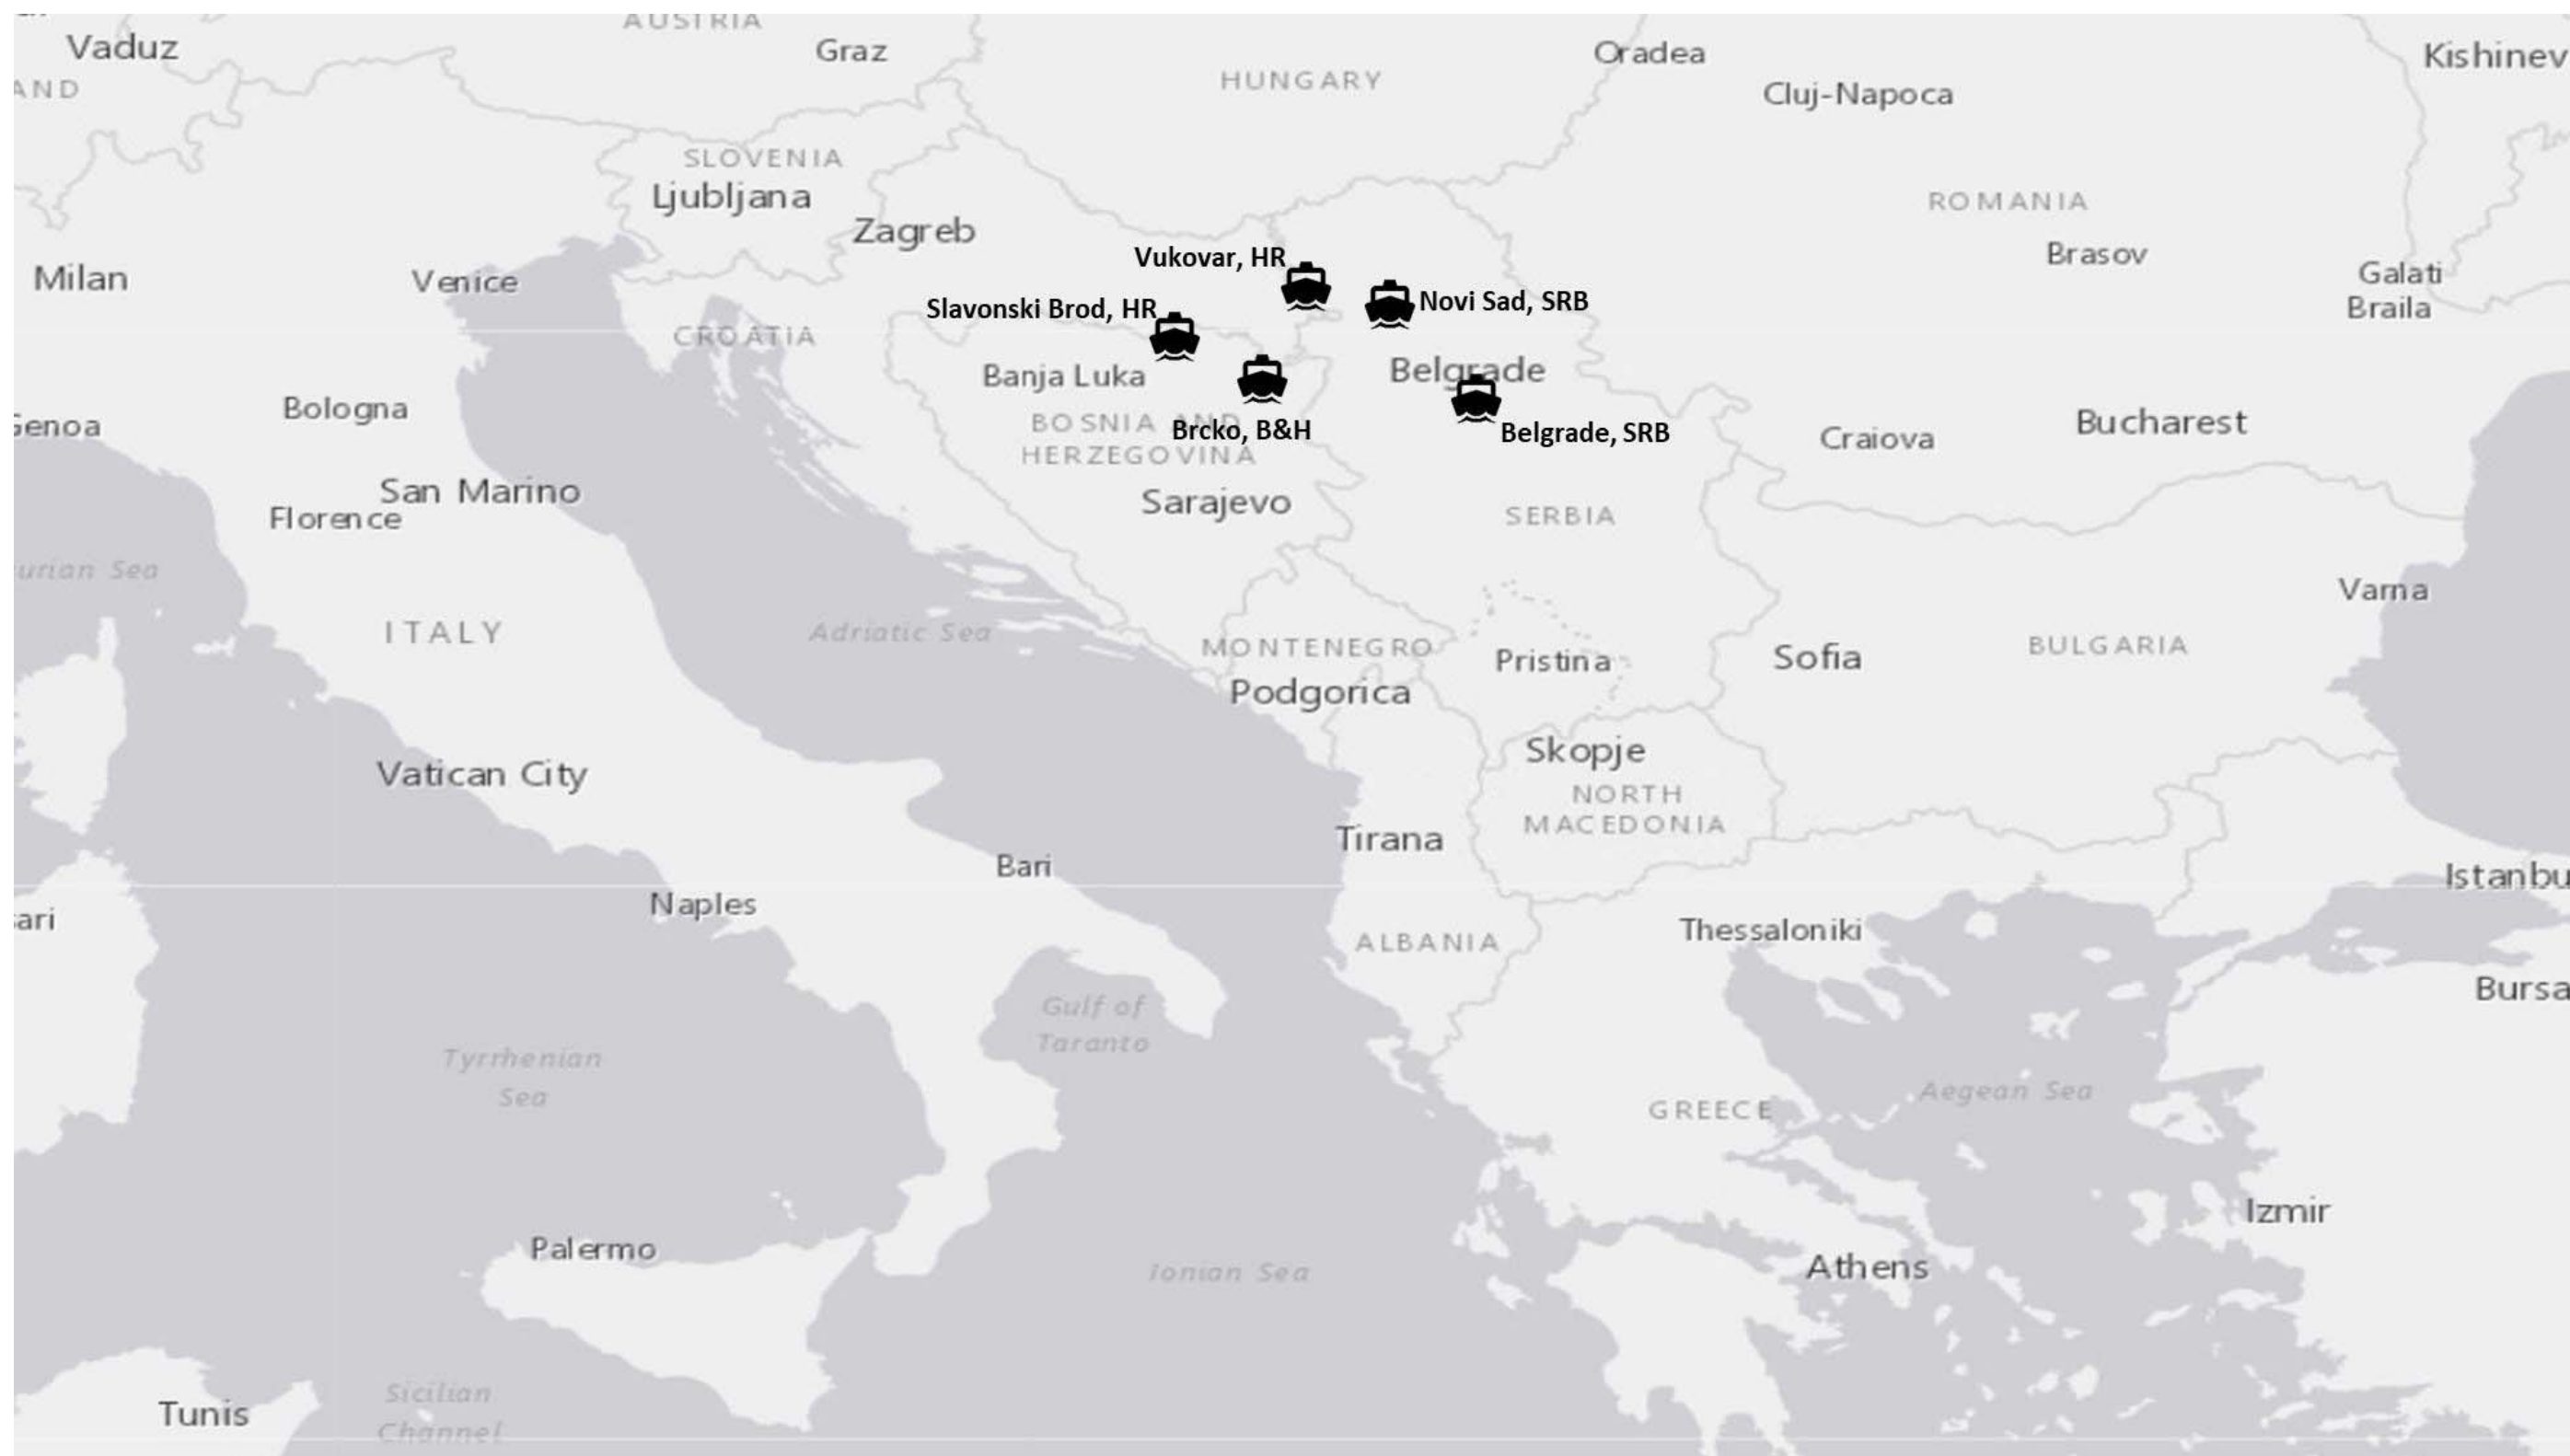 AUSTRIA
Vaduz
Graz
Oradea
Kishinev
HUNGARY
AND
Cluj-Napoca
SLOVENIA
Ljubljana
ROMANIA
Zagreb
Vukovar, HR
Brasov
Milan
Venice
Galati
Slavonski Brod, HR
Novi Sad, SRB
Braila
CROATIA
Banja Luka
Belgrade
Bologna
BOSNIA AND
HERZEGOVINA
Brcko, B&H
Belgrade, SRB
Craiova
Bucharest
Genoa
San Marino
Florence
Sarajevo
SERBIA
urian Sea
Varna
ITALY
Adriatic Sea
MONTENEGRO
Pristina
Sofia
BULGARIA
Podgorica
Skopje
Vatican City
NORTH
MACEDONIA
Tirana
Bari
Istanbu
Naples
ari
Thessaloniki
ALBANIA
Bursa
Gulf of
Taranto
Tyrrhenian
Sea
Aegean Sea
GREECE
Izmir
Palermo
Ionian Sea
Athens
Sicilian
Channel
Tunis